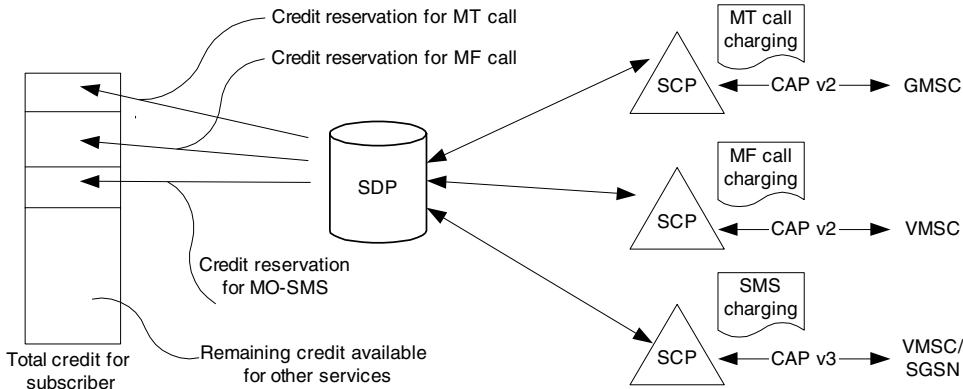 Credit reservation for MT call
Credit reservation for MF call
MT call
charging
SCP
CAP v2
GMSC
SDP
MF call
charging
SCP
CAP v2
VMSC
Credit reservation
for MO-SMS
SMS
charging
SCP
CAP v3
VMSC/
SGSN
Total credit for
subscriber
Remaining credit available
for other services